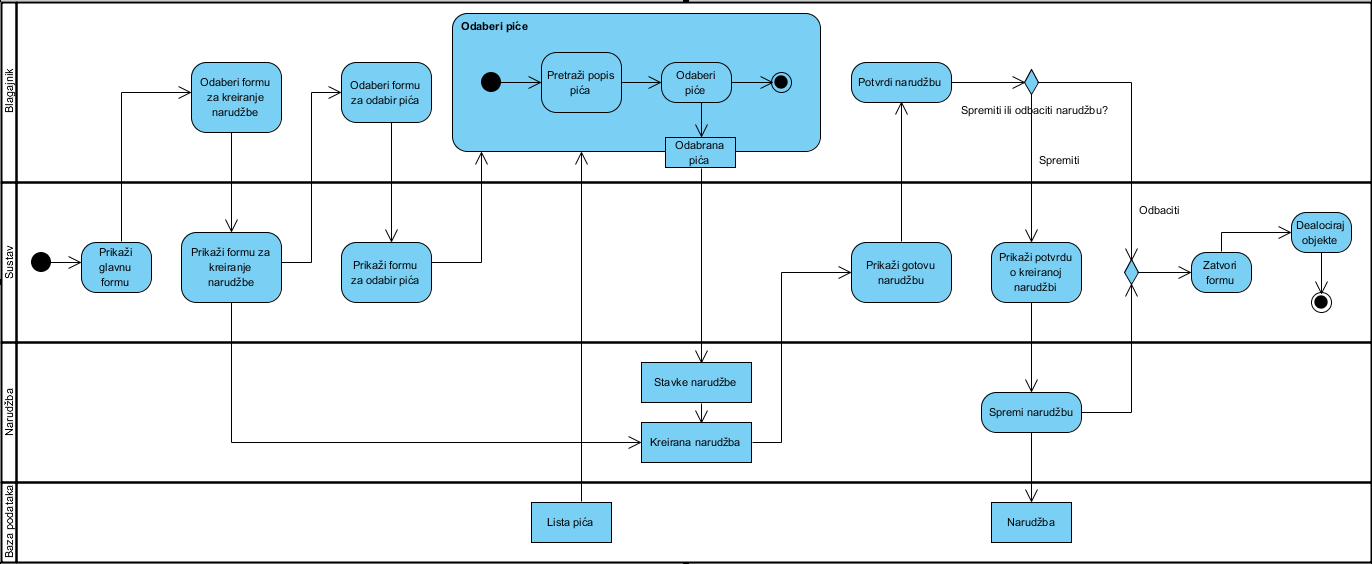 Blagajnik
Odaberi formu
za kreiranje
narudžbe
Odaberi formu
za odabir pića
Odaberi piće
Pretraži popis
pića
Odaberi
piće
Odabrana
pića
Potvrdi narudžbu
Spremiti ili odbaciti narudžbu?
Spremiti
Sustav
Prikaži
glavnu
formu
Prikaži formu za
kreiranje
narudžbe
Prikaži formu
za odabir pića
Prikaži gotovu
narudžbu
Prikaži potvrdu
o kreiranoj
narudžbi
Odbaciti
Zatvori
formu
Dealociraj
objekte
Narudžba
Stavke narudžbe
Kreirana narudžba
Spremi narudžbu
Baza podataka
Lista pića
Narudžba